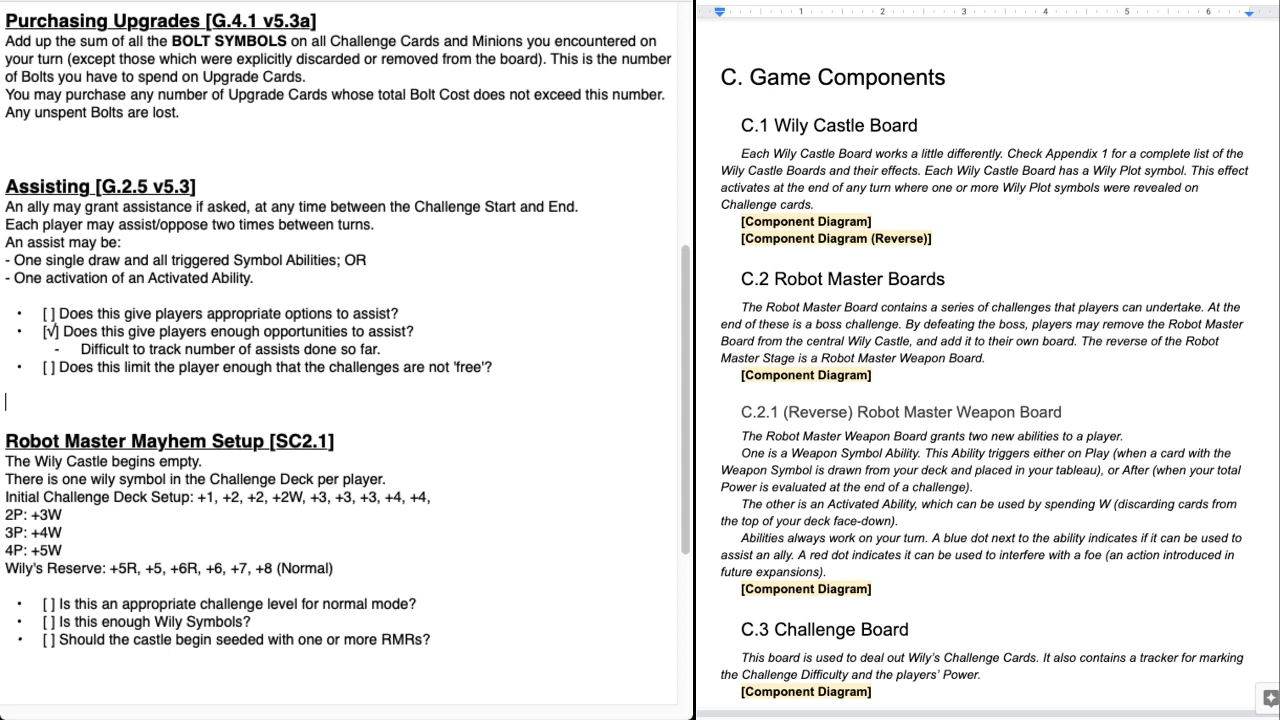 Purchasing Upgrades [G.4.1 v5.3a]
Add up the sum of all the BOLT SYMBOLS on all Challenge Cards and Minions you encountered on
your turn (except those which were explicitly discarded or removed from the board). This is the number
of Bolts you have to spend on Upgrade Cards.
You may purchase any number of Upgrade Cards whose total Bolt Cost does not exceed this number.
Any unspent Bolts are lost.
Assisting [G.2.5 v5.3]
An ally may grant assistance if asked, at any time between the Challenge Start and End.
Each player may assist/oppose two times between turns.
An assist may be:
- One single draw and all triggered Symbol Abilities; OR
- One activation of an Activated Ability.
• [ ] Does this give players appropriate options to assist?
• [√] Does this give players enough opportunities to assist?
- Difficult to track number of assists done so far.
• [ ] Does this limit the player enough that the challenges are not 'free'?
Robot Master Mayhem Setup [SC2.1]
The Wily Castle begins empty.
There is one wily symbol in the Challenge Deck per player.
Initial Challenge Deck Setup: +1, +2, +2, +2W, +3, +3, +3, +4, +4,
2P: +3W
3P: +4W
4P: +5W
Wily's Reserve: +5R, +5, +6R, +6, +7, +8 (Normal)
• [ ] Is this an appropriate challenge level for normal mode?
• [ ] Is this enough Wily Symbols?
• [ ] Should the castle begin seeded with one or more RMRs?
1 2 3 4 5 6
C. Game Components
C.1 Wily Castle Board
Each Wily Castle Board works a little differently. Check Appendix 1 for a complete list of the
Wily Castle Boards and their effects. Each Wily Castle Board has a Wily Plot symbol. This effect
activates at the end of any turn where one or more Wily Plot symbols were revealed on
Challenge cards.
[Component Diagram]
[Component Diagram (Reverse)]
C.2 Robot Master Boards
The Robot Master Board contains a series of challenges that players can undertake. At the
end of these is a boss challenge. By defeating the boss, players may remove the Robot Master
Board from the central Wily Castle, and add it to their own board. The reverse of the Robot
Master Stage is a Robot Master Weapon Board.
[Component Diagram]
C.2.1 (Reverse) Robot Master Weapon Board
The Robot Master Weapon Board grants two new abilities to a player.
One is a Weapon Symbol Ability. This Ability triggers either on Play (when a card with the
Weapon Symbol is drawn from your deck and placed in your tableau), or After (when your total
Power is evaluated at the end of a challenge).
The other is an Activated Ability, which can be used by spending W (discarding cards from
the top of your deck face-down).
Abilities always work on your turn. A blue dot next to the ability indicates if it can be used to
assist an ally. A red dot indicates it can be used to interfere with a foe (an action introduced in
future expansions).
[Component Diagram]
C.3 Challenge Board
This board is used to deal out Wily's Challenge Cards. It also contains a tracker for marking
the Challenge Difficulty and the players' Power.
[Component Diagram]